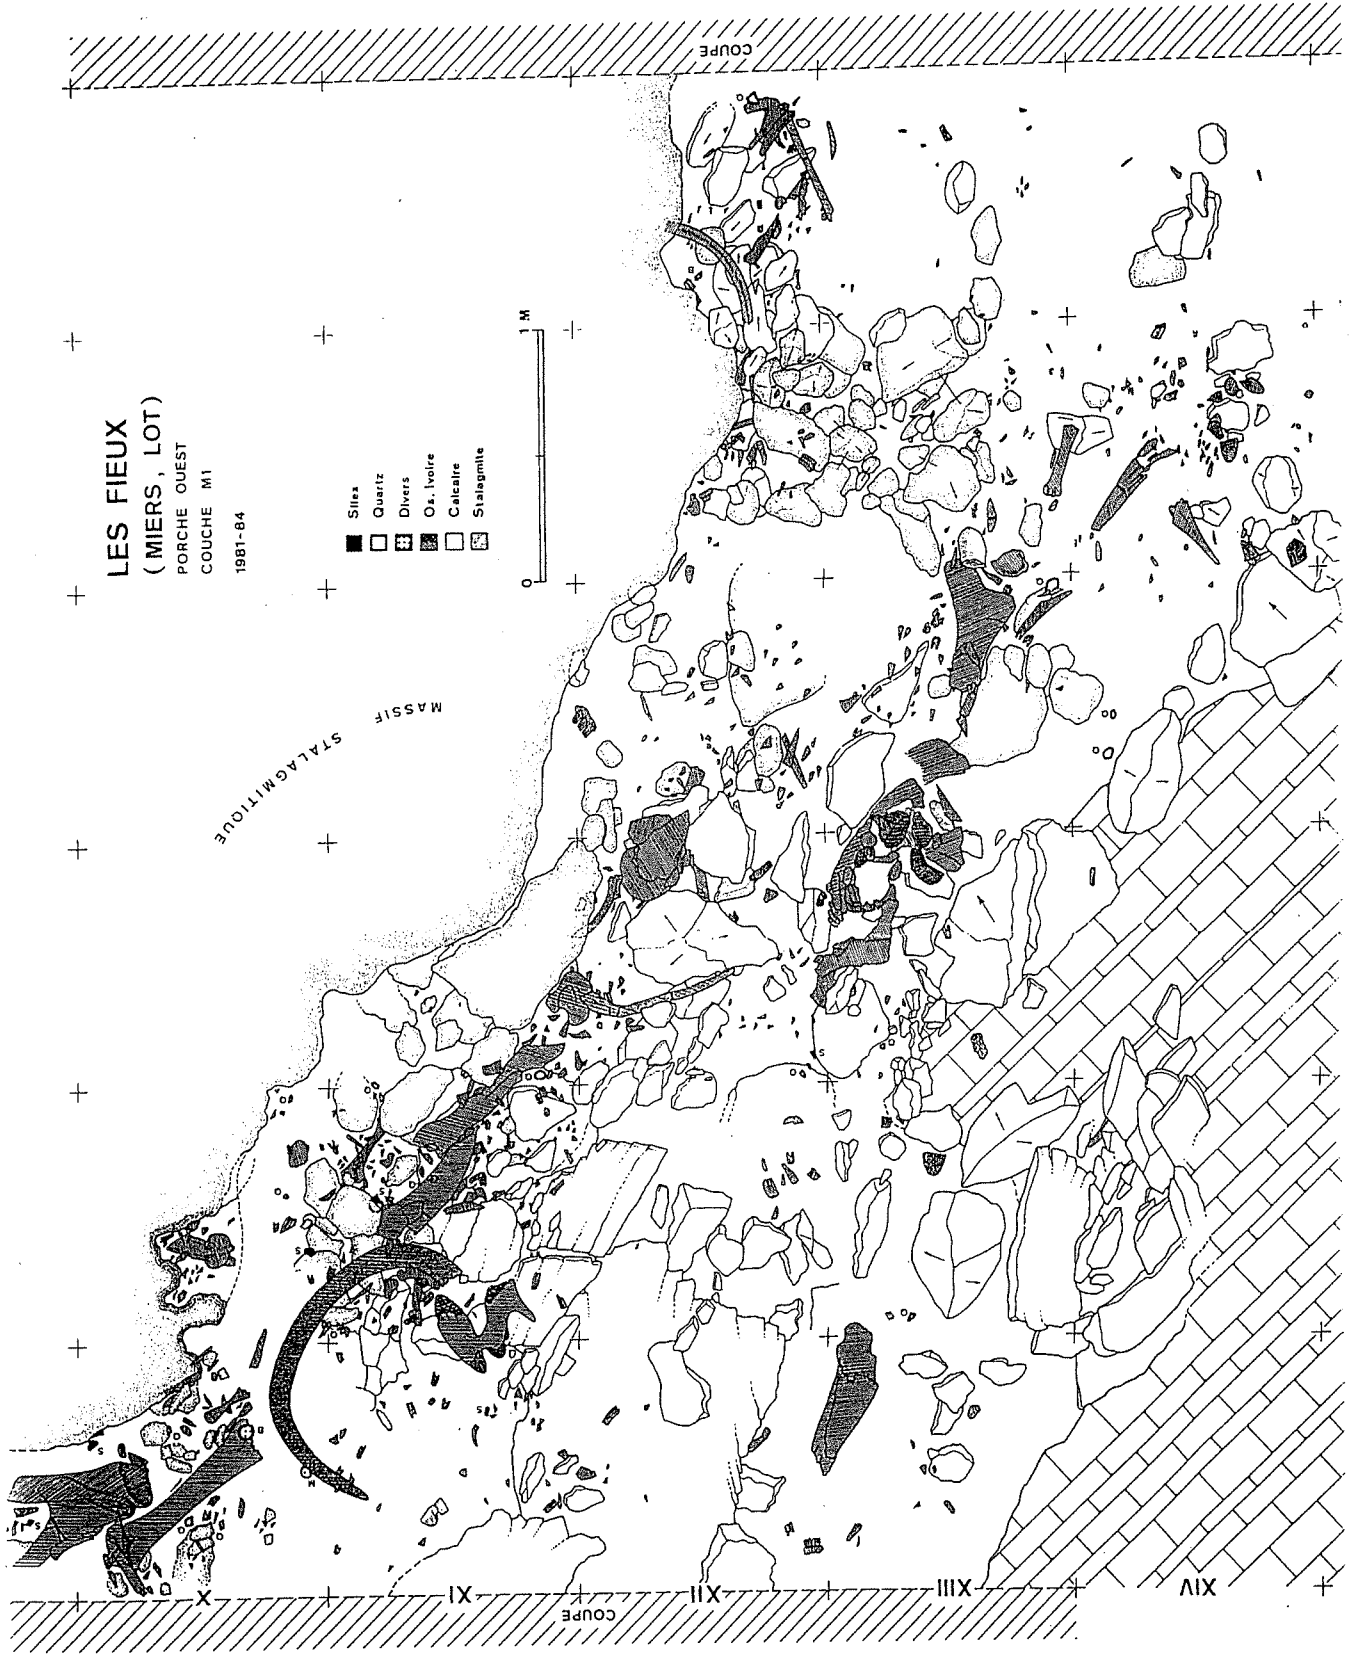 LES FIEUX
(MIERS, LOT)
PORCHE OUEST
COUCHE M1
1981-84
Silex
Quartz
Divers
Os, Ivoire
Calcaire
Stalagmite
0 1 M
MASSIF STALAGMITIQUE
COUPE
COUPE
X
XI
XII
XIII
XIV
S
S
S
S
S
S
M